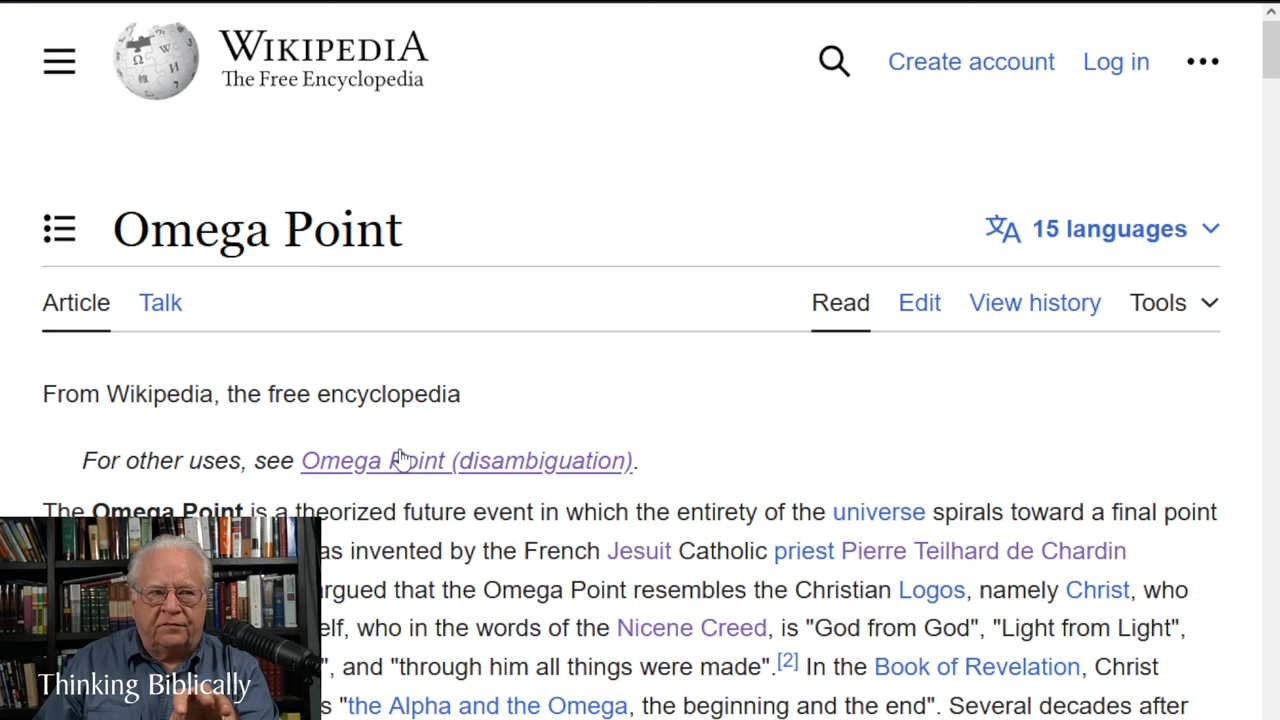 WIKIPEDIA
The Free Encyclopedia
Create account
Log in
Omega Point
15 languages
Article
Talk
Read
Edit
View history
Tools
From Wikipedia, the free encyclopedia
For other uses, see Omega Point (disambiguation).
The Omega Point is a theorized future event in which the entirety of the universe spirals toward a final point
as invented by the French Jesuit Catholic priest Pierre Teilhard de Chardin
argued that the Omega Point resembles the Christian Logos, namely Christ, who
elf, who in the words of the Nicene Creed, is "God from God", "Light from Light",
", and "through him all things were made".[2] In the Book of Revelation, Christ
s "the Alpha and the Omega, the beginning and the end". Several decades after
Thinking Biblically